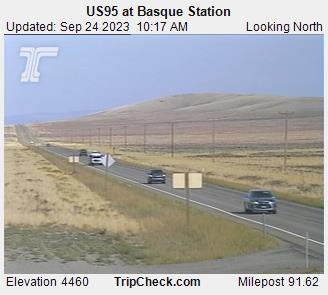 US95 at Basque Station
Updated: Sep 24 2023 10:17 AM Looking North
Elevation 4460 TripCheck.com Milepost 91.62